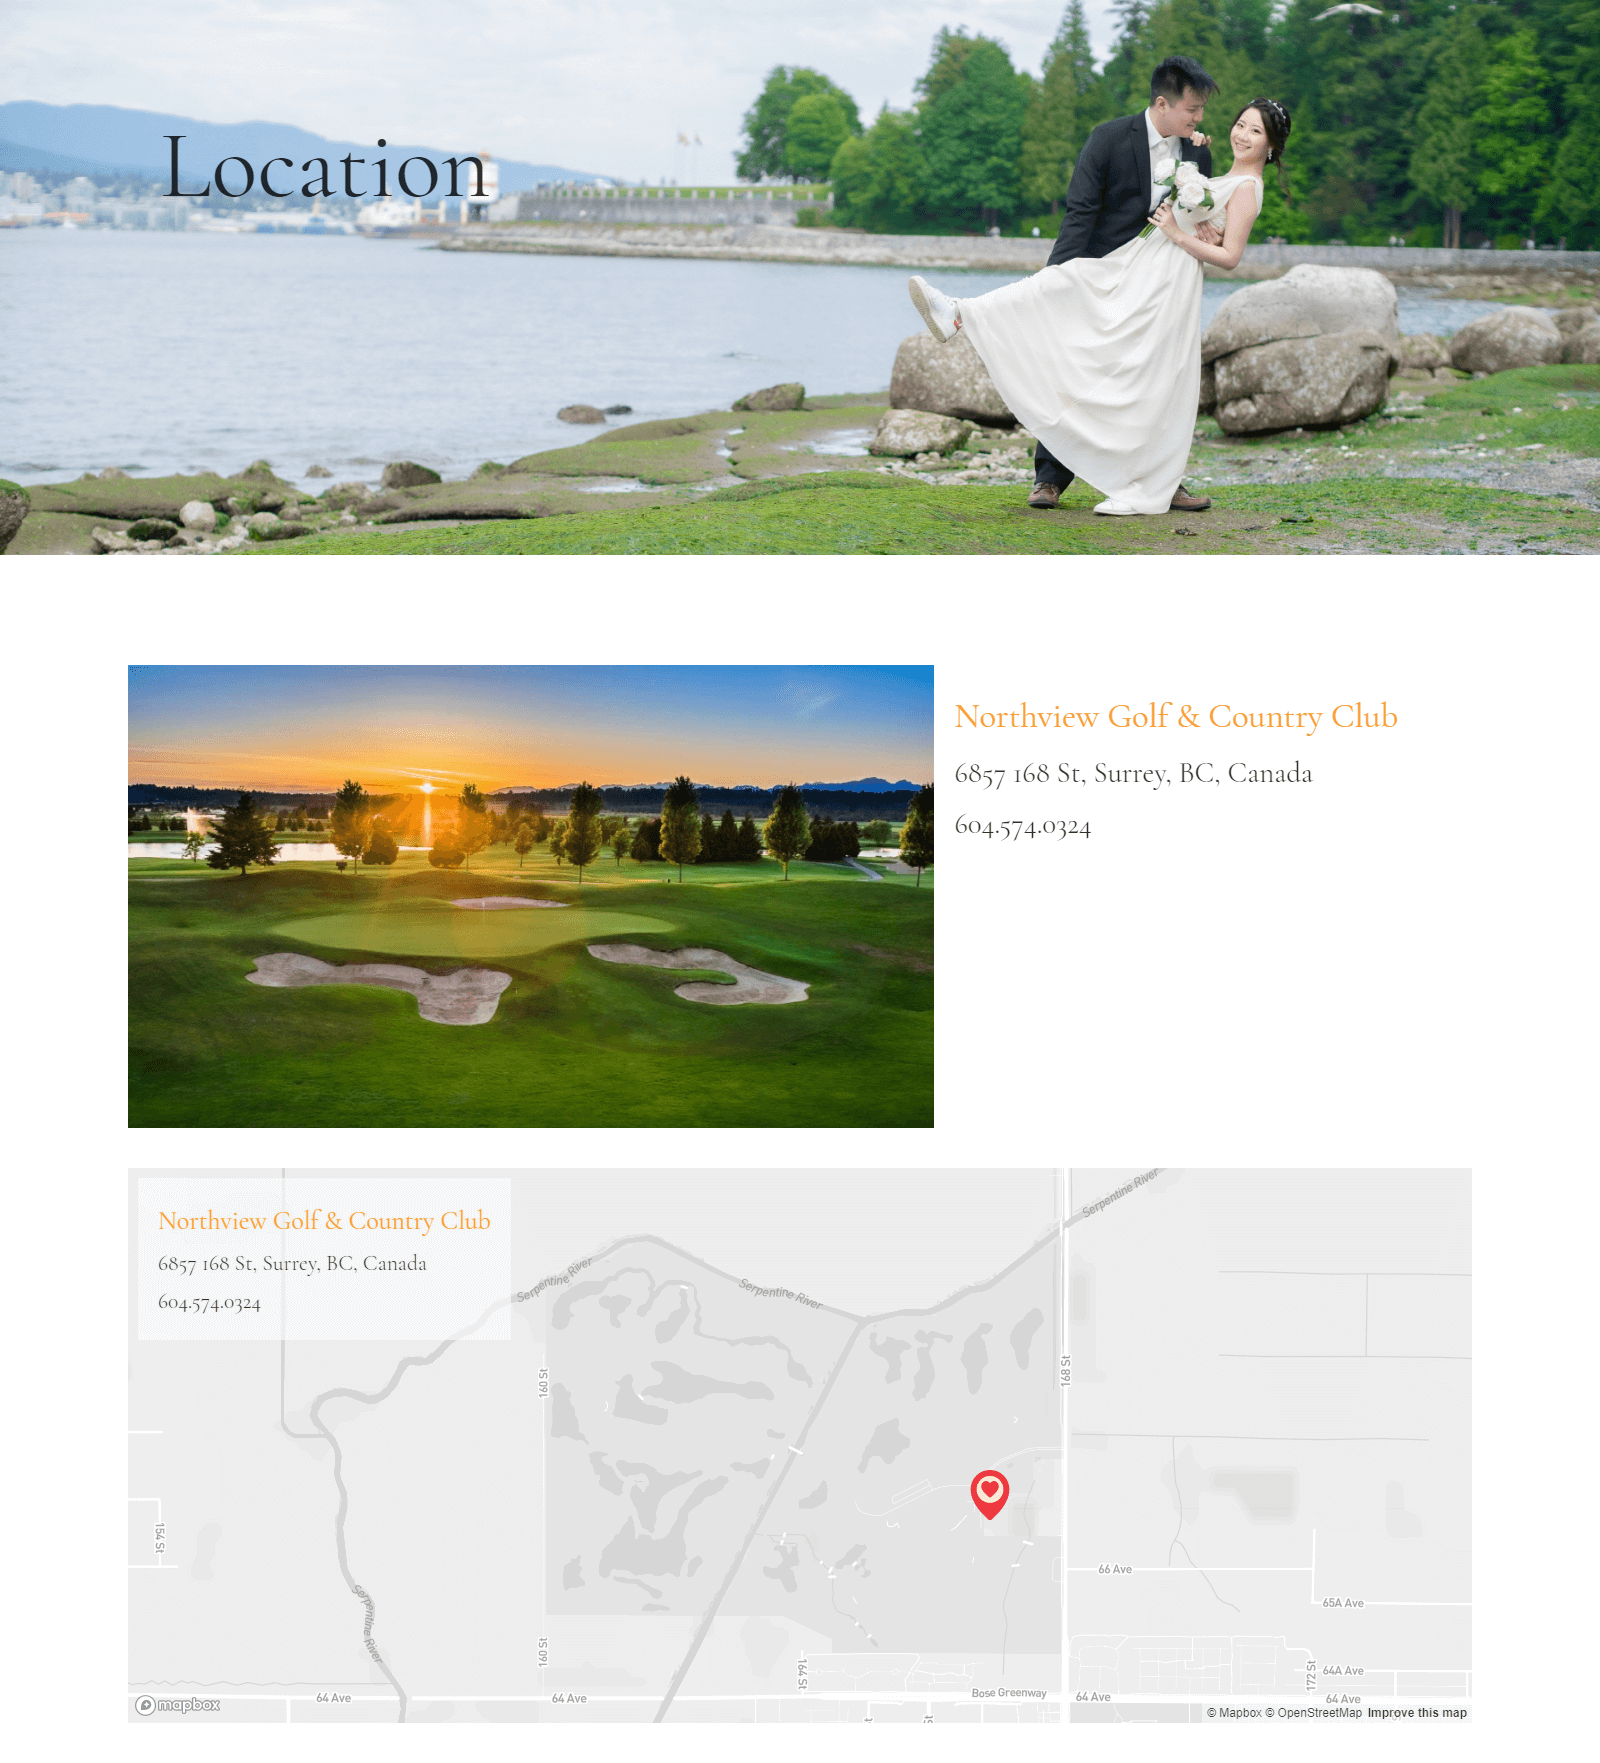 Location
Northview Golf & Country Club
6857 168 St, Surrey, BC, Canada
604.574.0324
Northview Golf & Country Club
6857 168 St, Surrey, BC, Canada
604.574.0324
Serpentine River
Serpentine River
Serpentine River
160 St
168 St
154 St
66 Ave
65A Ave
Serpentine River
160 St
164 St
172 St
64A Ave
64 Ave
64 Ave
Bose Greenway
64 Ave
64 Ave
mapbox
© Mapbox © OpenStreetMap Improve this map